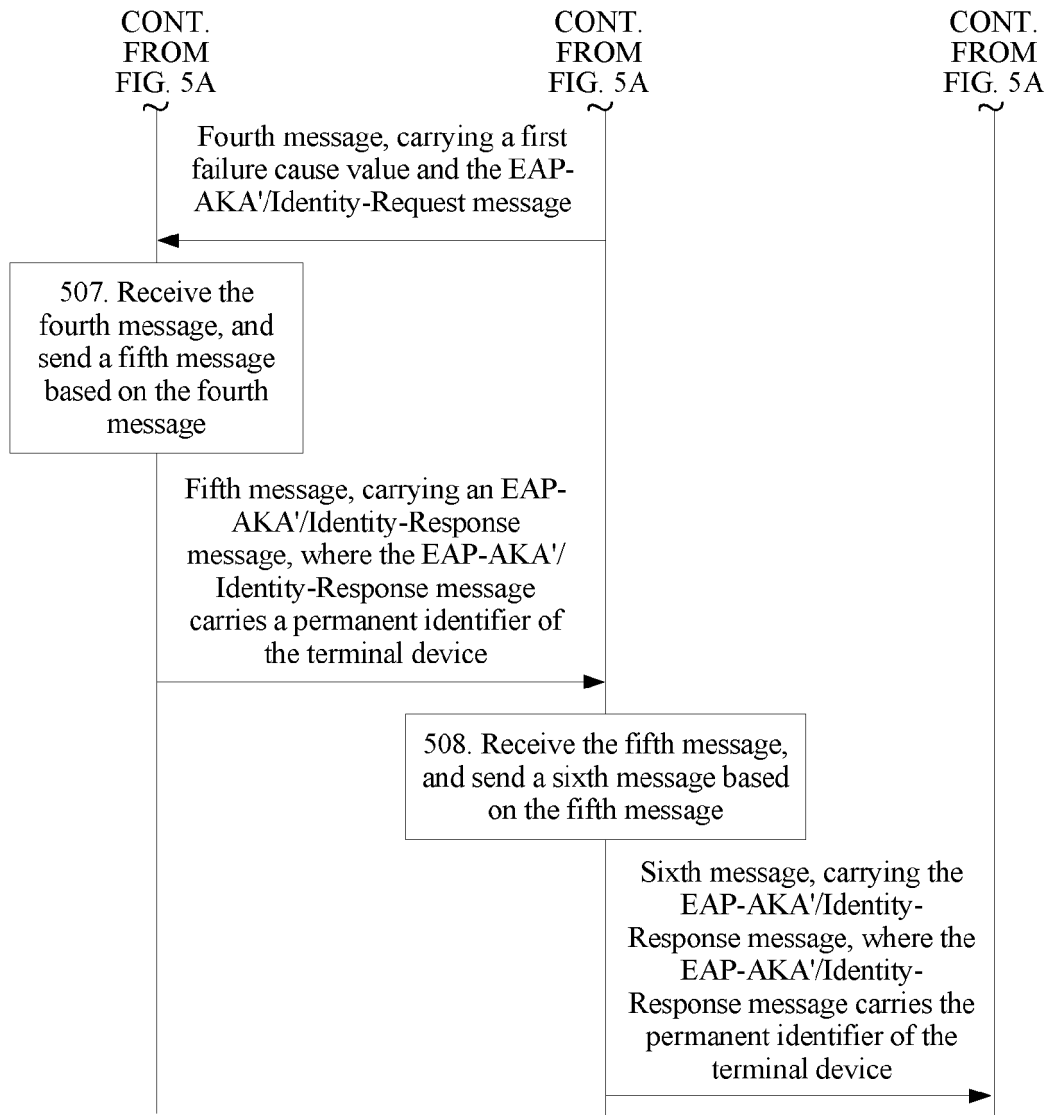 CONT.
FROM
FIG. 5A
CONT.
FROM
FIG. 5A
CONT.
FROM
FIG. 5A
Fourth message, carrying a first
failure cause value and the EAP-
AKA'/Identity-Request message
507. Receive the
fourth message, and
send a fifth message
based on the fourth
message
Fifth message, carrying an EAP-
AKA'/Identity-Response
message, where the EAP-AKA'/
Identity-Response message
carries a permanent identifier of
the terminal device
508. Receive the fifth message,
and send a sixth message based
on the fifth message
Sixth message, carrying the
EAP-AKA'/Identity-
Response message, where the
EAP-AKA'/Identity-
Response message carries the
permanent identifier of the
terminal device